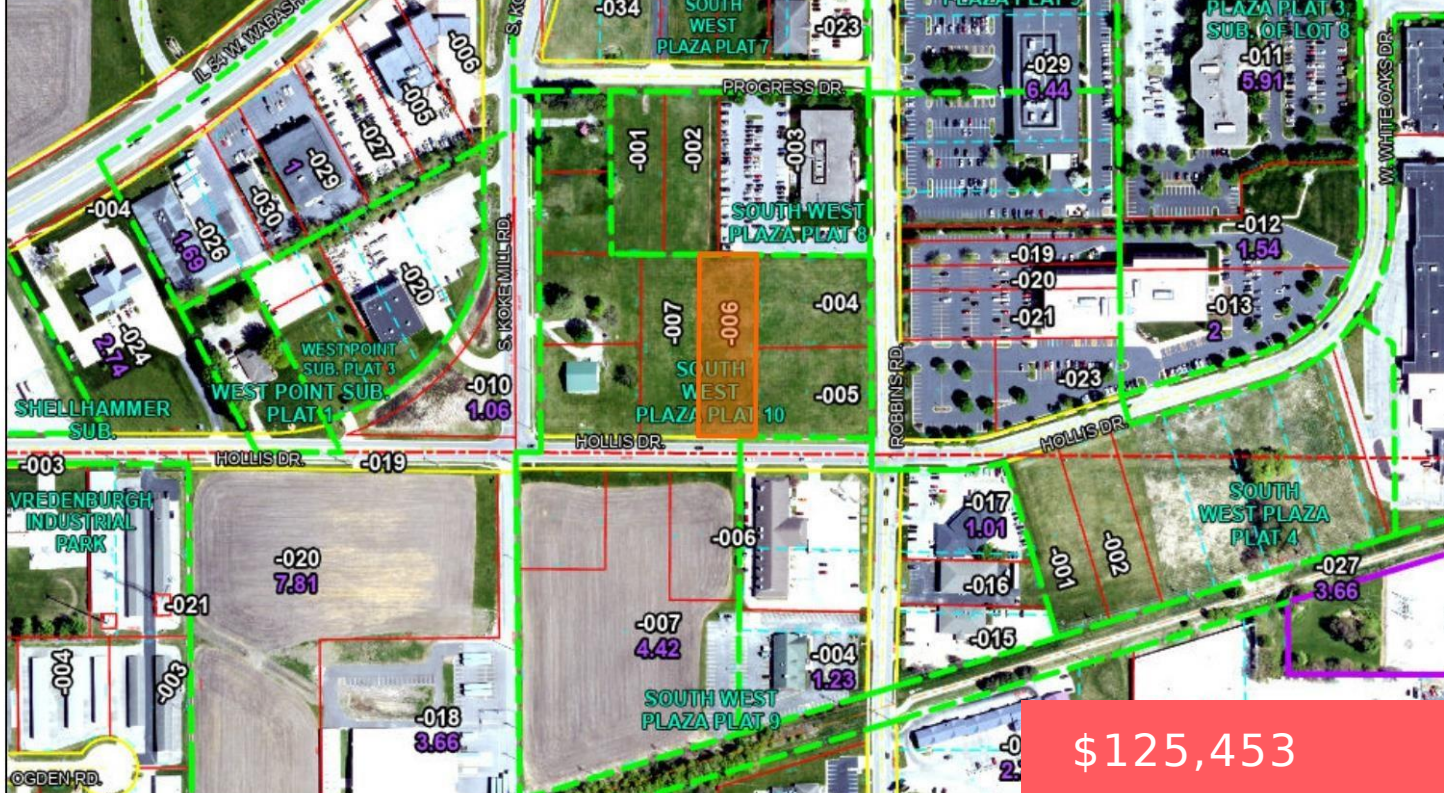 -034
SOUTH
WEST
PLAZA PLAT 7
-023
PLAZA PLAT 3,
SUB. OF LOT 8
-011
5.91
-029
6.44
IL 54 W. WABASH
-006
-005
-027
-029
1
-030
-026
1.69
-004
-024
2.74
SHELLHAMMER
SUB.
PROGRESS DR.
-001
-002
-003
SOUTH WEST
PLAZA PLAT 8
W. WHITE OAKS DR.
-012
1.54
-019
-020
-021
-013
2
-023
-020
S. KOKE MILL RD.
WEST POINT
SUB. PLAT 3
WEST POINT SUB.
PLAT 1
-010
1.06
-007
-006
-004
-005
SOUTH
WEST
PLAZA PLAT 10
ROBBINS RD.
HOLLIS DR.
HOLLIS DR.
HOLLIS DR.
-003
-019
VREDENBURGH
INDUSTRIAL
PARK
-020
7.81
-021
-004
-003
-018
3.66
OGDEN RD.
-006
-007
4.42
-004
1.23
SOUTH WEST
PLAZA PLAT 9
-017
1.01
-016
-015
-001
-002
SOUTH
WEST PLAZA
PLAT 4
-027
3.66
$125,453